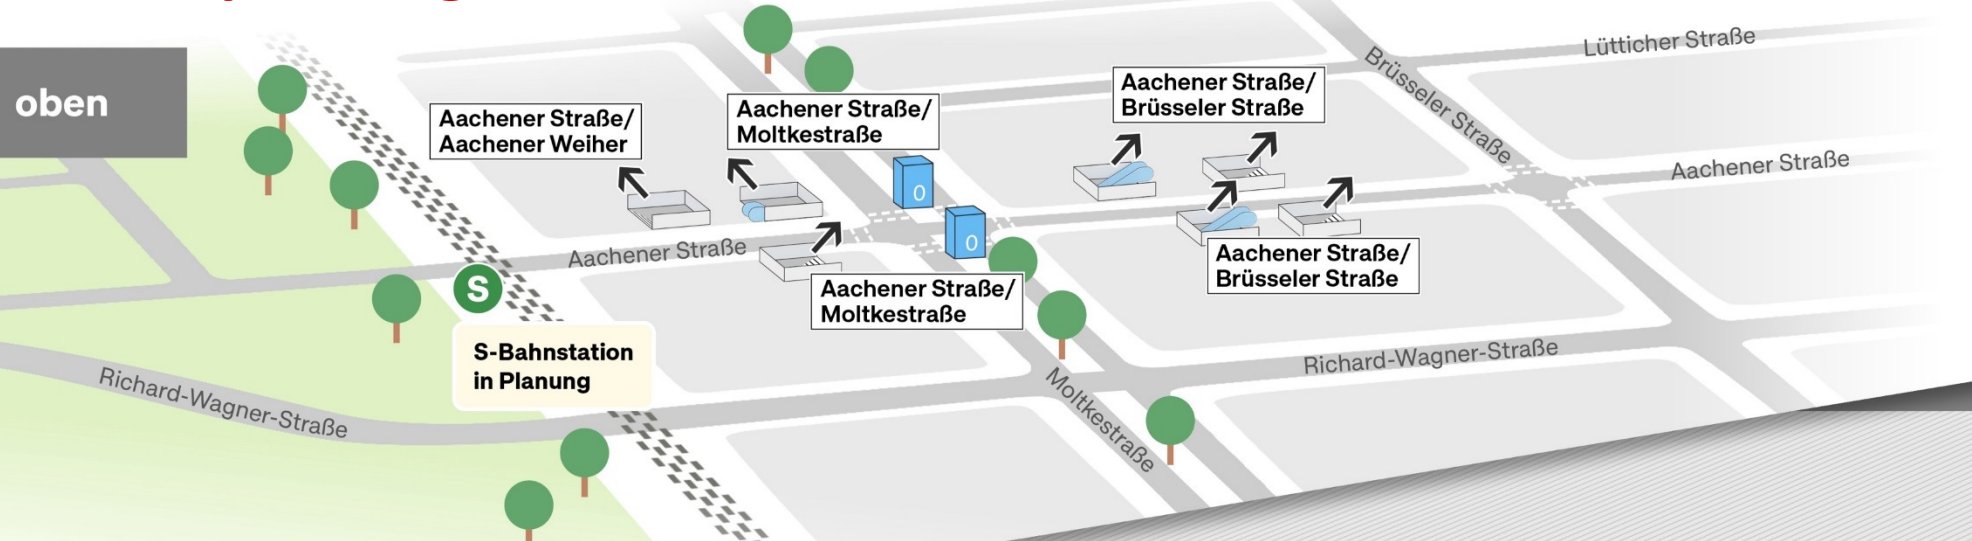 oben
Lütticher Straße
Brüsseler Straße
Aachener Straße/
Brüsseler Straße
Aachener Straße/
Moltkestraße
Aachener Straße/
Aachener Weiher
Aachener Straße
0
0
Aachener Straße
Aachener Straße/
Brüsseler Straße
Aachener Straße/
Moltkestraße
S
S-Bahnstation
in Planung
Richard-Wagner-Straße
Richard-Wagner-Straße
Moltkestraße